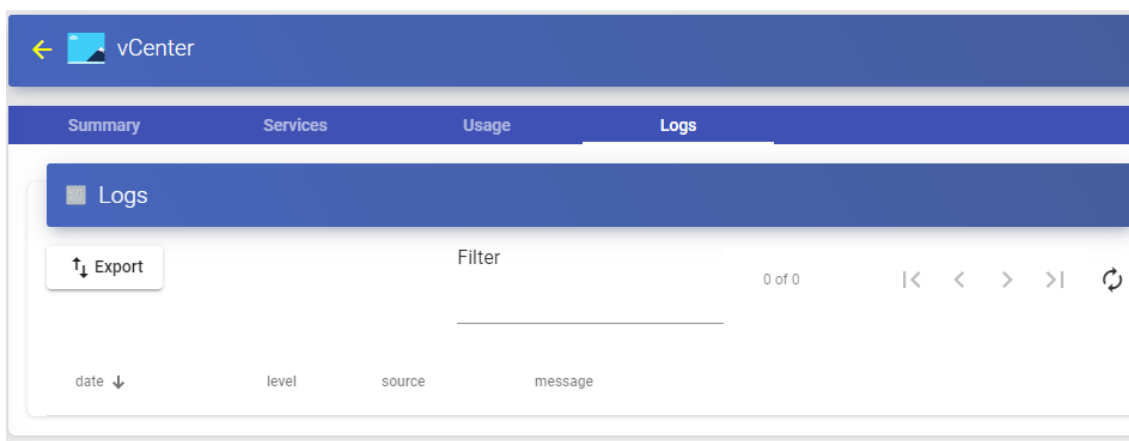 vCenter
Summary Services Usage Logs
Logs
Export
Filter
0 of 0
date level source message